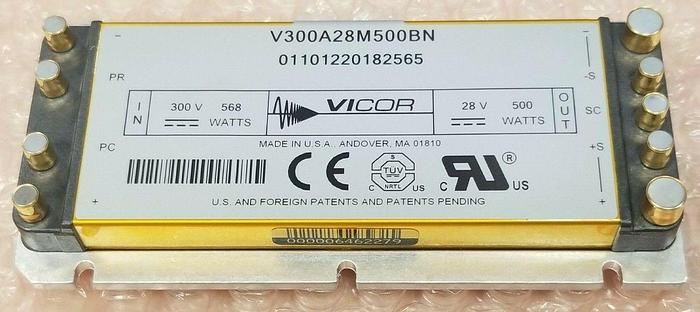 V300A28M500BN
01101220182565
− −
PR -S
IN 300 V 568 WATTS VICOR 28 V 500 WATTS OUT SC
PC MADE IN U.S.A., ANDOVER, MA 01810 +S
CE C S TÜV NRTL US C RU ® US
+ +
U.S. AND FOREIGN PATENTS AND PATENTS PENDING
000006462279